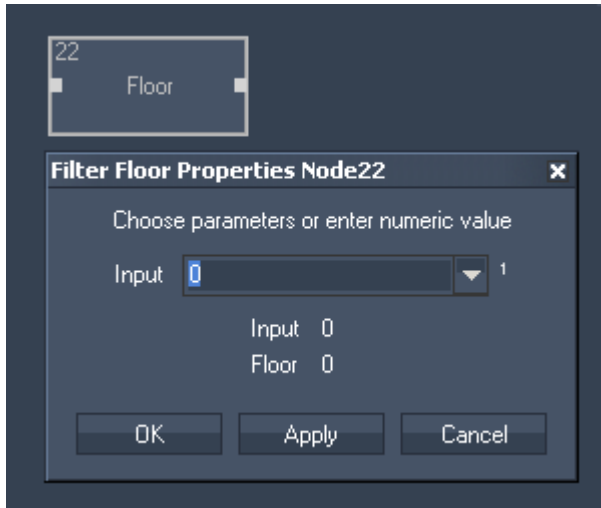 22
Floor
Filter Floor Properties Node22
Choose parameters or enter numeric value
Input 0 1
Input 0
Floor 0
OK Apply Cancel